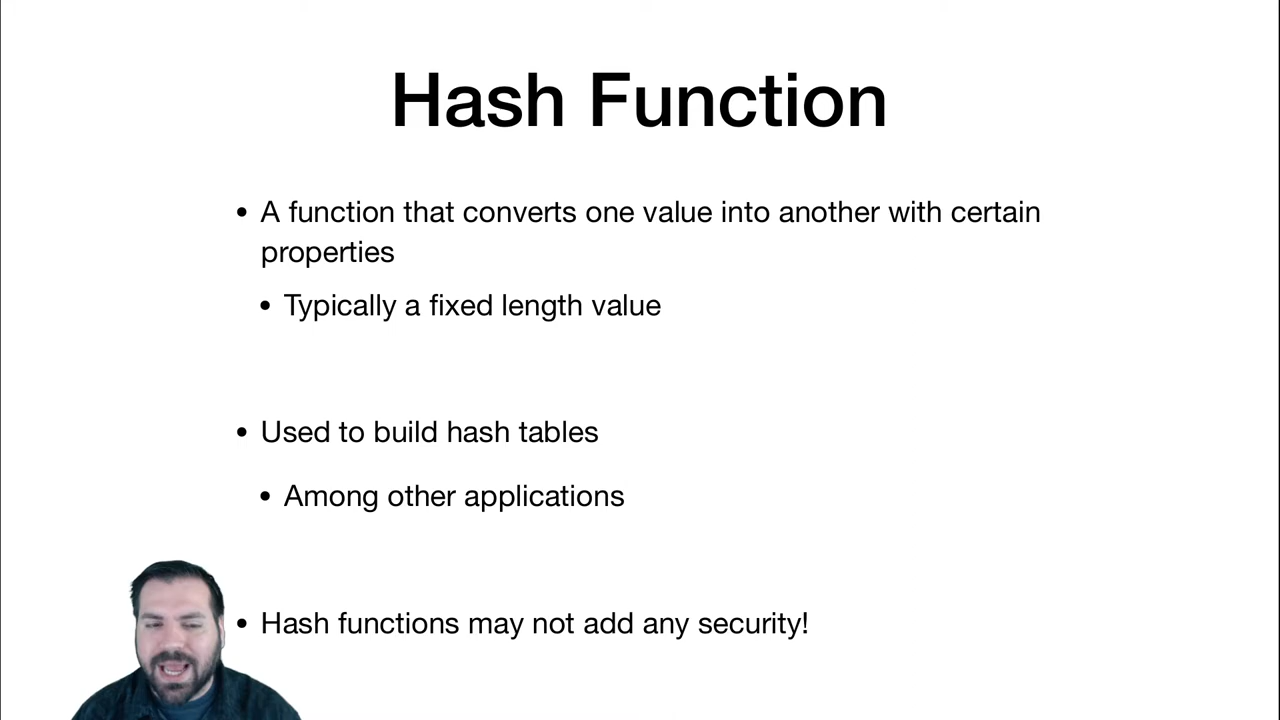 Hash Function
• A function that converts one value into another with certain
properties
• Typically a fixed length value
• Used to build hash tables
• Among other applications
• Hash functions may not add any security!